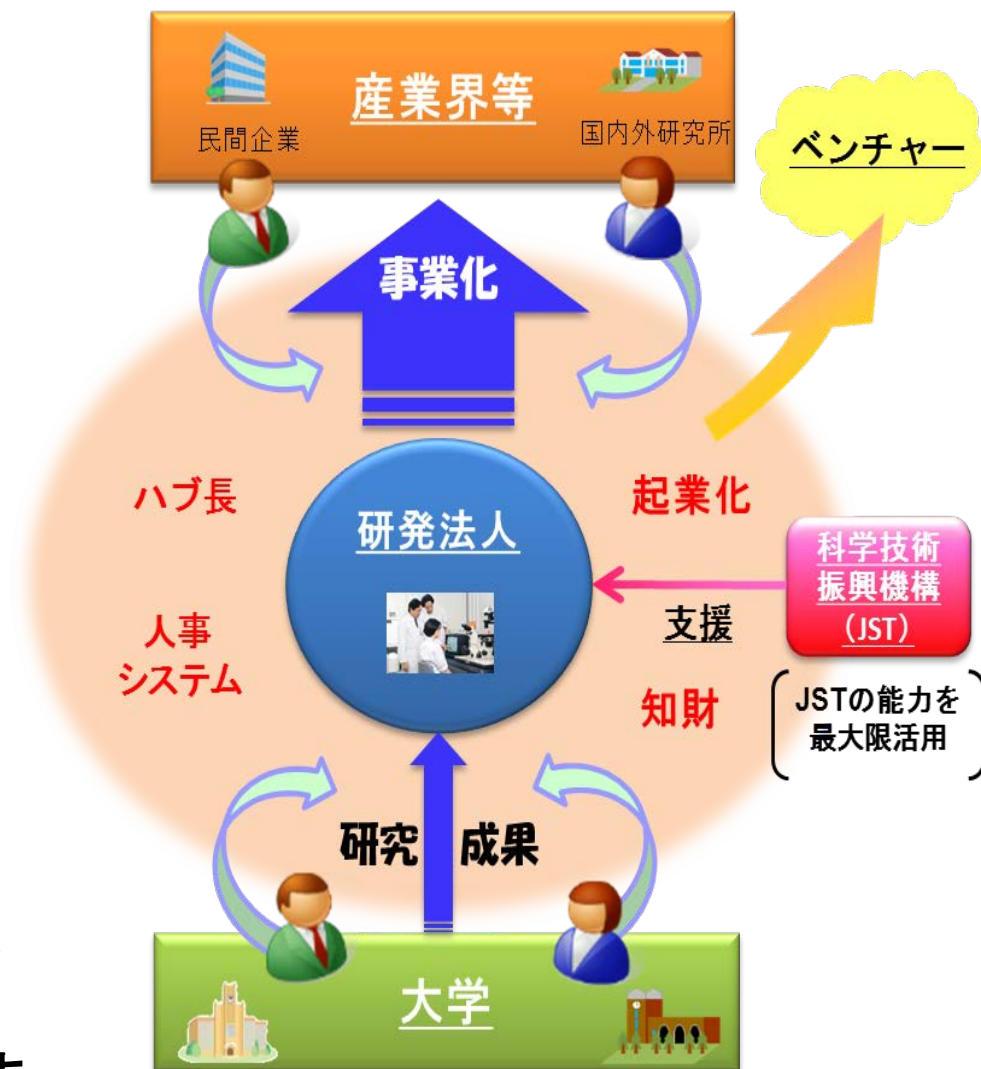 産業界等
民間企業
国内外研究所
ベンチャー
事業化
ハブ長
起業化
研発法人
科学技術
振興機構
(JST)
支援
人事
システム
知財
JSTの能力を
最大限活用
研究 成果
大学